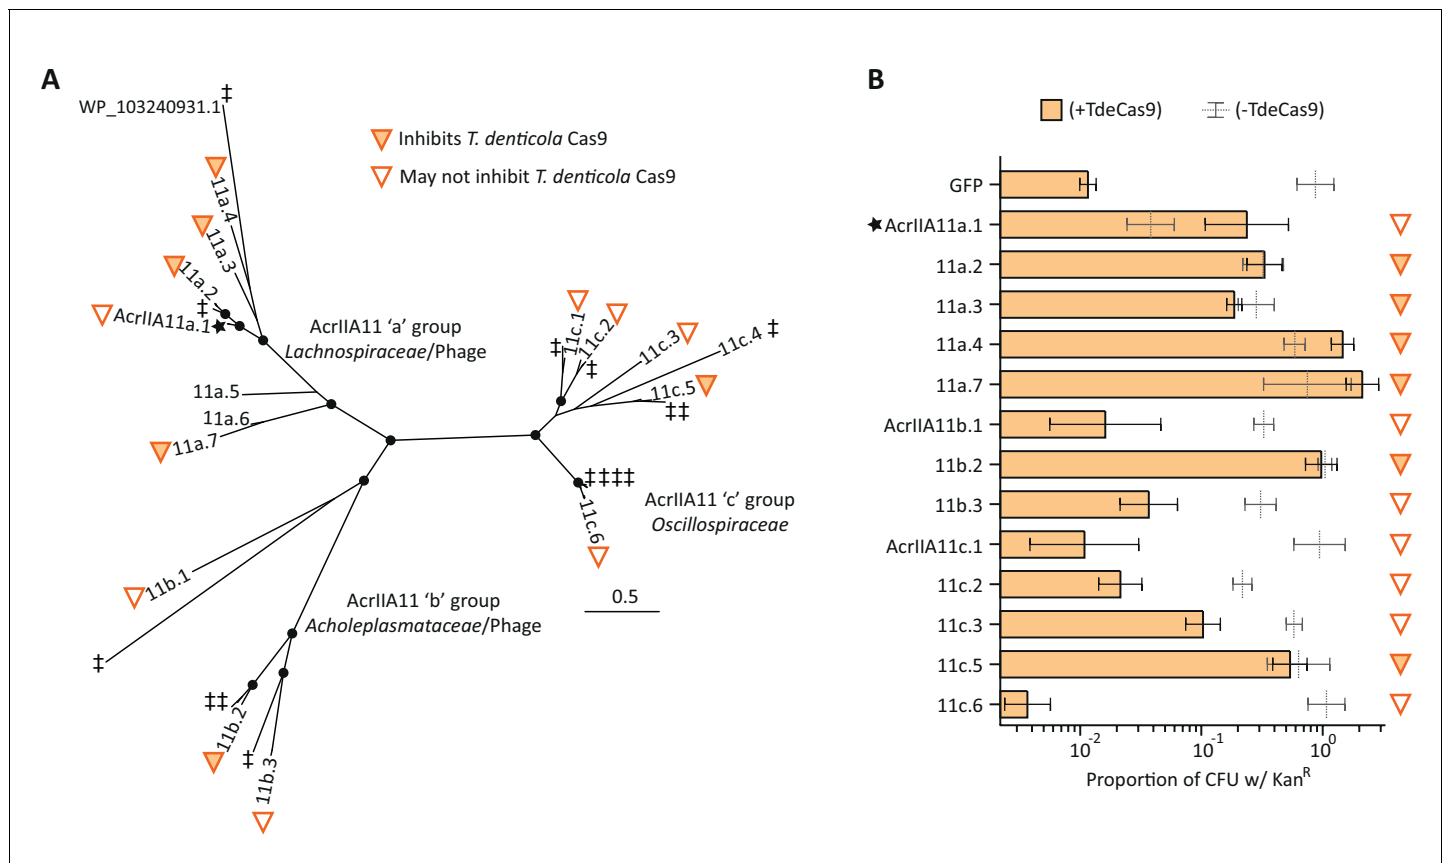 A
WP_103240931.1‡
Inhibits T. denticola Cas9
May not inhibit T. denticola Cas9
11a.4
11a.3
11a.2
‡
AcrIIA11a.1★
AcrIIA11 ‘a’ group
Lachnospiraceae/Phage
11a.5
11a.6
11a.7
‡
11c.1
11c.2
‡
11c.3
11c.4 ‡
11c.5
‡‡
‡‡‡‡
11c.6
AcrIIA11 ‘c’ group
Oscillospiraceae
0.5
11b.1
‡
AcrIIA11 ‘b’ group
Acholeplasmataceae/Phage
‡‡
11b.2
‡
11b.3
B
(+TdeCas9)
(-TdeCas9)
GFP
★AcrIIA11a.1
11a.2
11a.3
11a.4
11a.7
AcrIIA11b.1
11b.2
11b.3
AcrIIA11c.1
11c.2
11c.3
11c.5
11c.6
10-2 10-1 100
Proportion of CFU w/ KanR